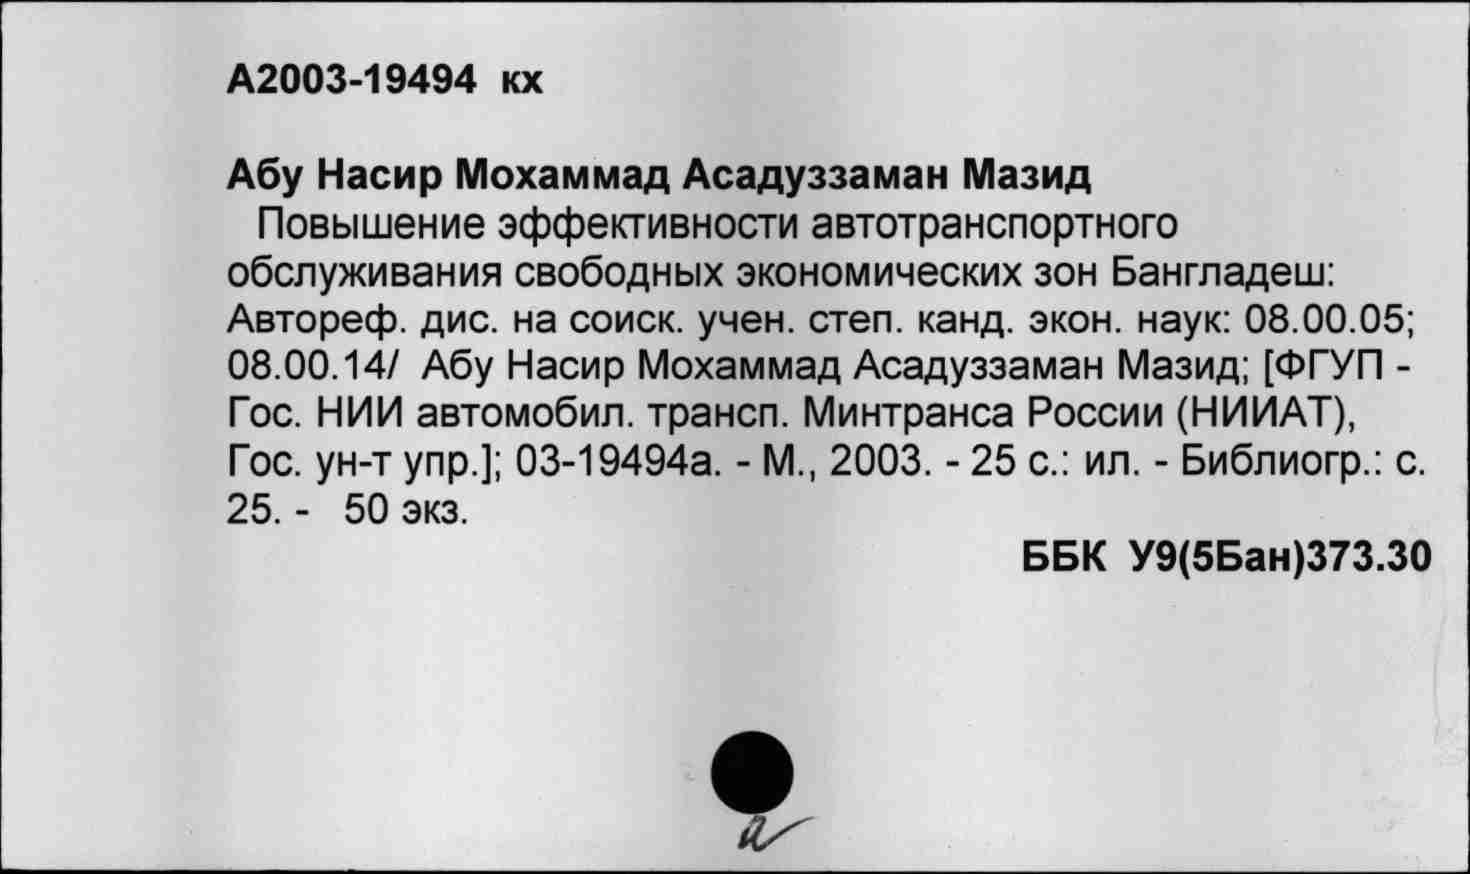 А2003-19494 кх
Абу Насир Мохаммад Асадуззаман Мазид
Повышение эффективности автотранспортного
обслуживания свободных экономических зон Бангладеш:
Автореф. дис. на соиск. учен. степ. канд. экон. наук: 08.00.05;
08.00.14/ Абу Насир Мохаммад Асадуззаман Мазид; [ФГУП -
Гос. НИИ автомобил. трансп. Минтранса России (НИИАТ),
Гос. ун-т упр.]; 03-19494а. - М., 2003. - 25 с.: ил. - Библиогр.: с.
25. - 50 экз.
ББК У9(5Бан)373.30
а